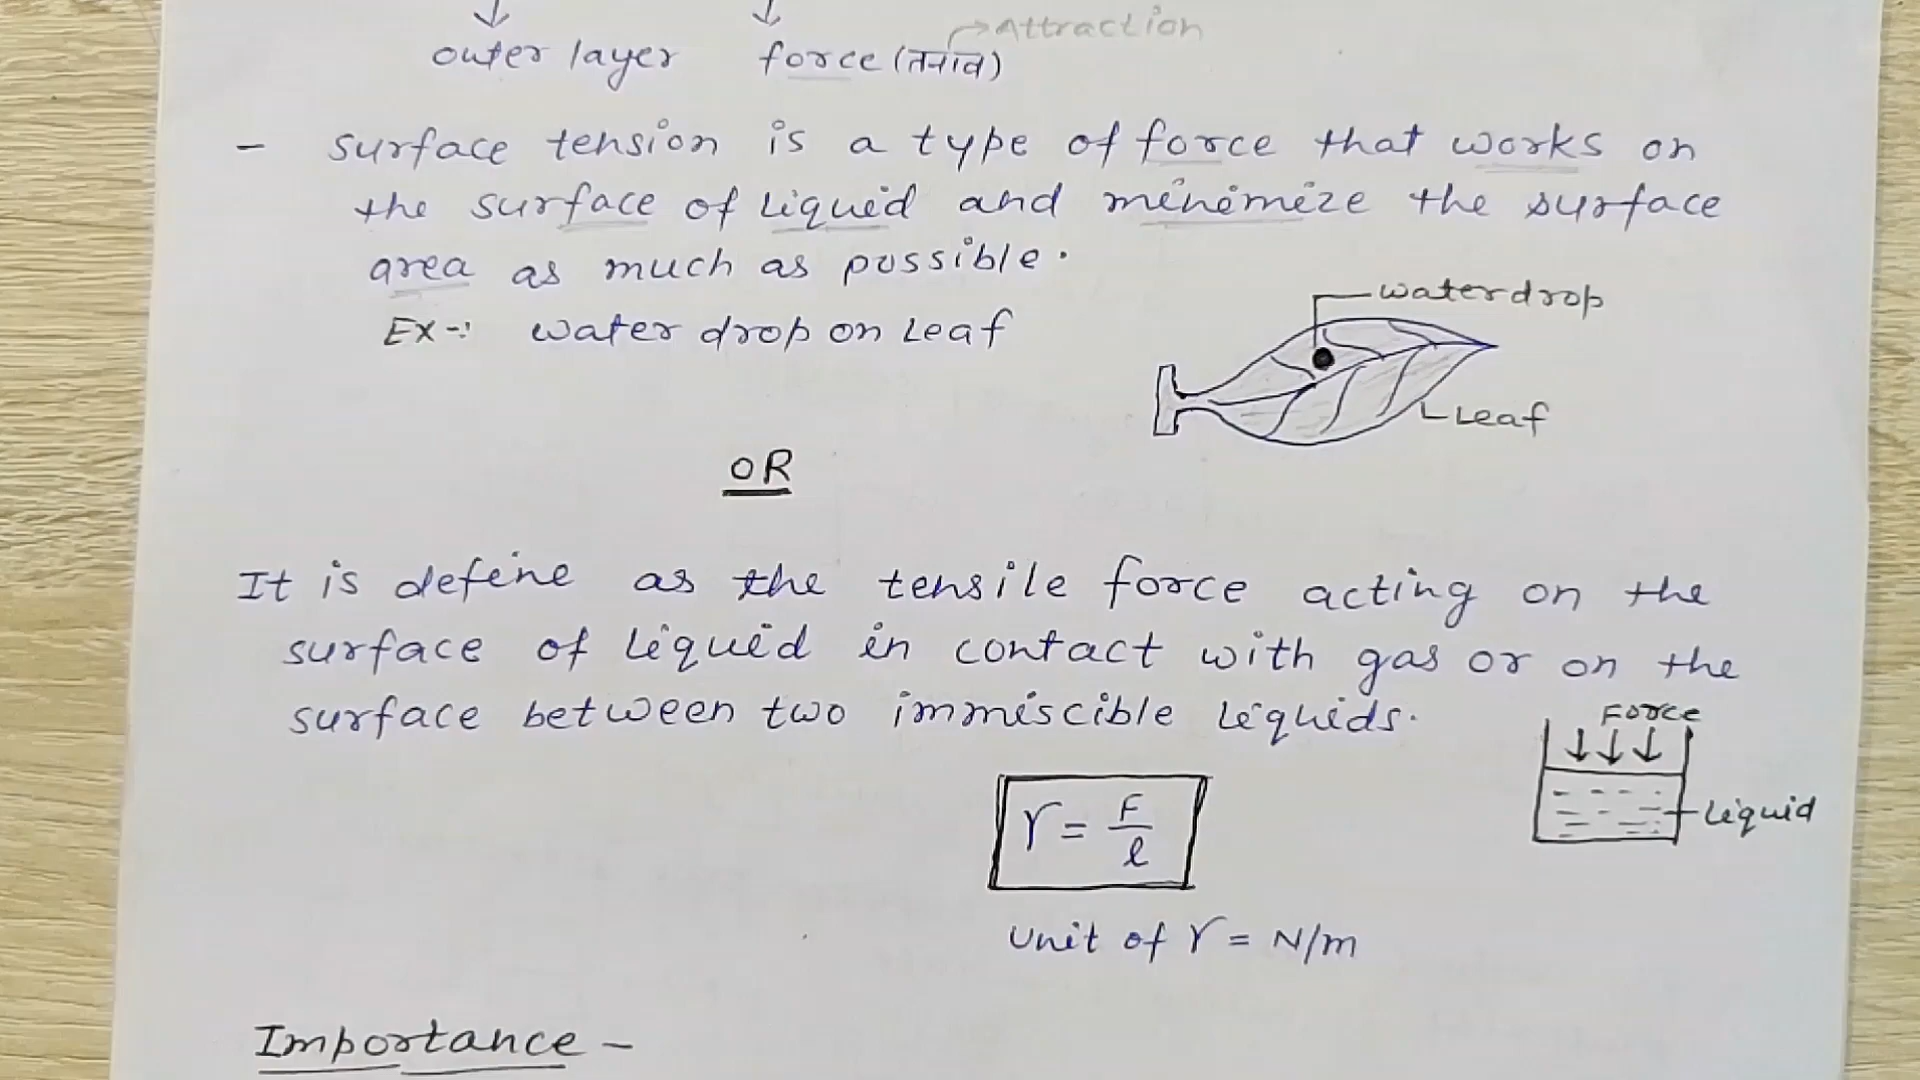 →Attraction
outer layer force (तनाव)
- surface tension is a type of force that works on
the surface of Liquid and minimize the surface
area as much as possible.
Ex-: water drop on Leaf
waterdrop
Leaf
OR
It is define as the tensile force acting on the
surface of liquid in contact with gas or on the
surface between two immiscible liquids.
Force
Liquid
γ = F/l
Unit of γ = N/m
Importance -